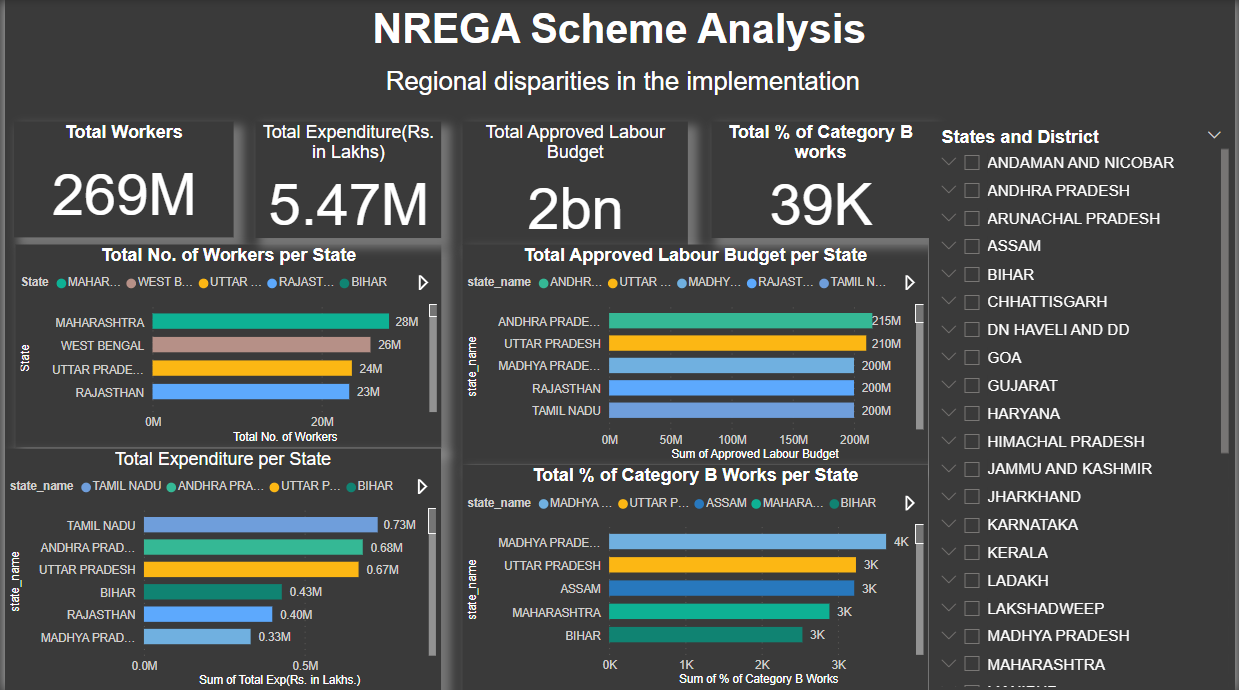 NREGA Scheme Analysis
Regional disparities in the implementation
Total Workers
269M
Total Expenditure(Rs.
in Lakhs)
5.47M
Total Approved Labour
Budget
2bn
Total % of Category B
works
39K
Total No. of Workers per State
State MAHAR... WEST B... UTTAR ... RAJAST... BIHAR
State
MAHARASHTRA 28M
WEST BENGAL 26M
UTTAR PRADE... 24M
RAJASTHAN 23M
0M 20M
Total No. of Workers
Total Approved Labour Budget per State
state_name ANDHR... UTTAR ... MADHY... RAJAST... TAMIL N...
state_name
ANDHRA PRADE... 215M
UTTAR PRADESH 210M
MADHYA PRADE... 200M
RAJASTHAN 200M
TAMIL NADU 200M
0M 50M 100M 150M 200M
Sum of Approved Labour Budget
Total Expenditure per State
state_name TAMIL NADU ANDHRA PRA... UTTAR P... BIHAR
state_name
TAMIL NADU 0.73M
ANDHRA PRAD... 0.68M
UTTAR PRADESH 0.67M
BIHAR 0.43M
RAJASTHAN 0.40M
MADHYA PRAD... 0.33M
0.0M 0.5M
Sum of Total Exp(Rs. in Lakhs.)
Total % of Category B Works per State
state_name MADHYA ... UTTAR P... ASSAM MAHARA... BIHAR
state_name
MADHYA PRADE... 4K
UTTAR PRADESH 3K
ASSAM 3K
MAHARASHTRA 3K
BIHAR 3K
0K 1K 2K 3K
Sum of % of Category B Works
States and District
ANDAMAN AND NICOBAR
ANDHRA PRADESH
ARUNACHAL PRADESH
ASSAM
BIHAR
CHHATTISGARH
DN HAVELI AND DD
GOA
GUJARAT
HARYANA
HIMACHAL PRADESH
JAMMU AND KASHMIR
JHARKHAND
KARNATAKA
KERALA
LADAKH
LAKSHADWEEP
MADHYA PRADESH
MAHARASHTRA